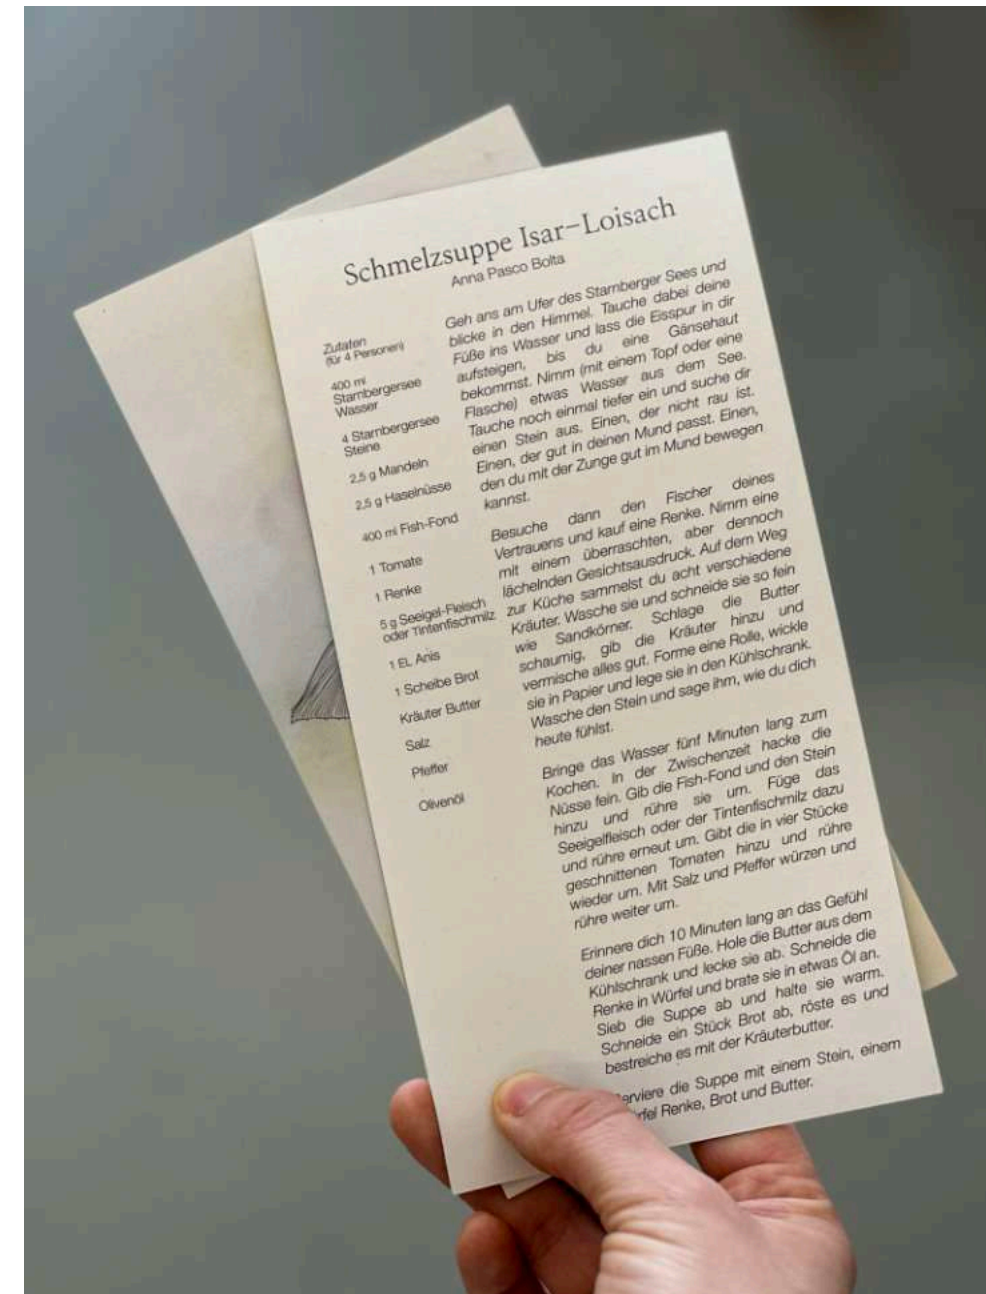 Schmelzsuppe Isar–Loisach
Anna Pasco Bolta
Zutaten
(für 4 Personen)
400 ml
Starnbergersee
Wasser
4 Starnbergersee
Steine
2,5 g Mandeln
2,5 g Haselnüsse
400 ml Fish-Fond
1 Tomate
1 Renke
5 g Seeigel-Fleisch
oder Tintenfischmilz
1 EL Anis
1 Scheibe Brot
Kräuter Butter
Salz
Pfeffer
Olivenöl
Geh ans am Ufer des Starnberger Sees und
blicke in den Himmel. Tauche dabei deine
Füße ins Wasser und lass die Eisspur in dir
aufsteigen, bis du eine Gänsehaut
bekommst. Nimm (mit einem Topf oder eine
Flasche) etwas Wasser aus dem See.
Tauche noch einmal tiefer ein und suche dir
einen Stein aus. Einen, der nicht rau ist.
Einen, der gut in deinen Mund passt. Einen,
den du mit der Zunge gut im Mund bewegen
kannst.
Besuche dann den Fischer deines
Vertrauens und kauf eine Renke. Nimm eine
mit einem überraschten, aber dennoch
lächelnden Gesichtsausdruck. Auf dem Weg
zur Küche sammelst du acht verschiedene
Kräuter. Wasche sie und schneide sie so fein
wie Sandkörner. Schlage die Butter
schaumig, gib die Kräuter hinzu und
vermische alles gut. Forme eine Rolle, wickle
sie in Papier und lege sie in den Kühlschrank.
Wasche den Stein und sage ihm, wie du dich
heute fühlst.
Bringe das Wasser fünf Minuten lang zum
Kochen. In der Zwischenzeit hacke die
Nüsse fein. Gib die Fish-Fond und den Stein
hinzu und rühre sie um. Füge das
Seeigelfleisch oder der Tintenfischmilz dazu
und rühre erneut um. Gibt die in vier Stücke
geschnittenen Tomaten hinzu und rühre
wieder um. Mit Salz und Pfeffer würzen und
rühre weiter um.
Erinnere dich 10 Minuten lang an das Gefühl
deiner nassen Füße. Hole die Butter aus dem
Kühlschrank und lecke sie ab. Schneide die
Renke in Würfel und brate sie in etwas Öl an.
Sieb die Suppe ab und halte sie warm.
Schneide ein Stück Brot ab, röste es und
bestreiche es mit der Kräuterbutter.
die Suppe mit einem Stein, einem
Renke, Brot und Butter.